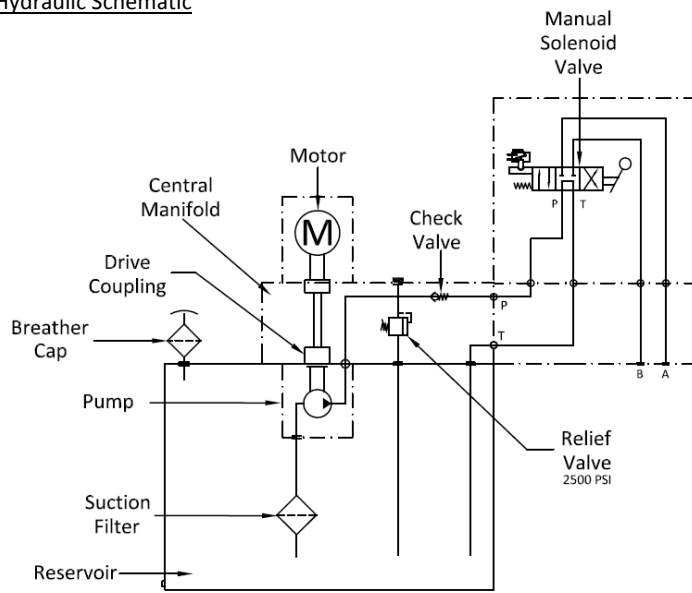 Hydraulic Schematic
Manual
Solenoid
Valve
Motor
M
Central
Manifold
Check
Valve
P T
Drive
Coupling
P
Breather
Cap
T
B A
Pump
Relief
Valve
2500 PSI
Suction
Filter
Reservoir